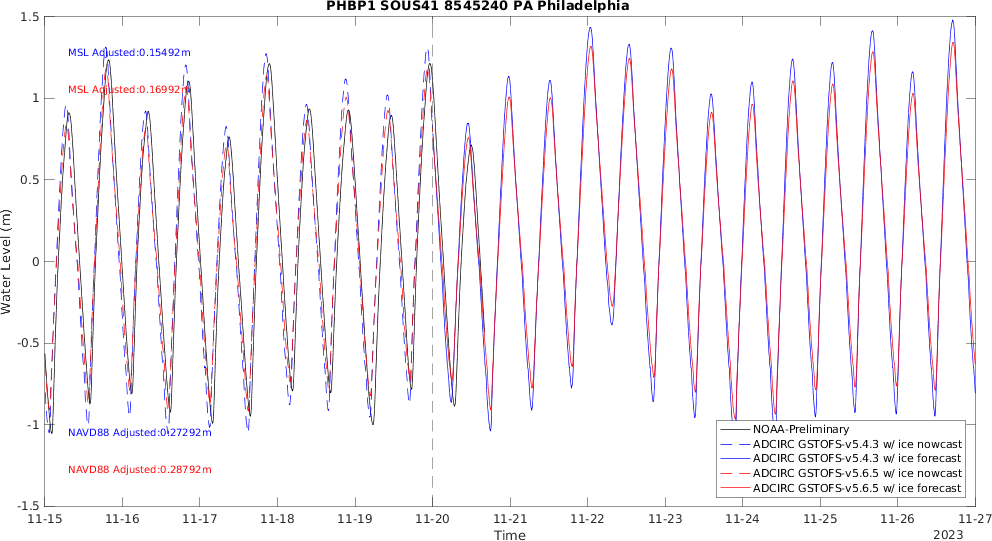 PHBP1 SOUS41 8545240 PA Philadelphia
1.5
MSL Adjusted:0.15492m
1
MSL Adjusted:0.16992m
0.5
0
Water Level (m)
-0.5
-1
NAVD88 Adjusted:0.27292m
NAVD88 Adjusted:0.28792m
-1.5
NOAA-Preliminary
ADCIRC GSTOFS-v5.4.3 w/ ice nowcast
ADCIRC GSTOFS-v5.4.3 w/ ice forecast
ADCIRC GSTOFS-v5.6.5 w/ ice nowcast
ADCIRC GSTOFS-v5.6.5 w/ ice forecast
11-15 11-16 11-17 11-18 11-19 11-20 11-21 11-22 11-23 11-24 11-25 11-26 11-27
Time
2023